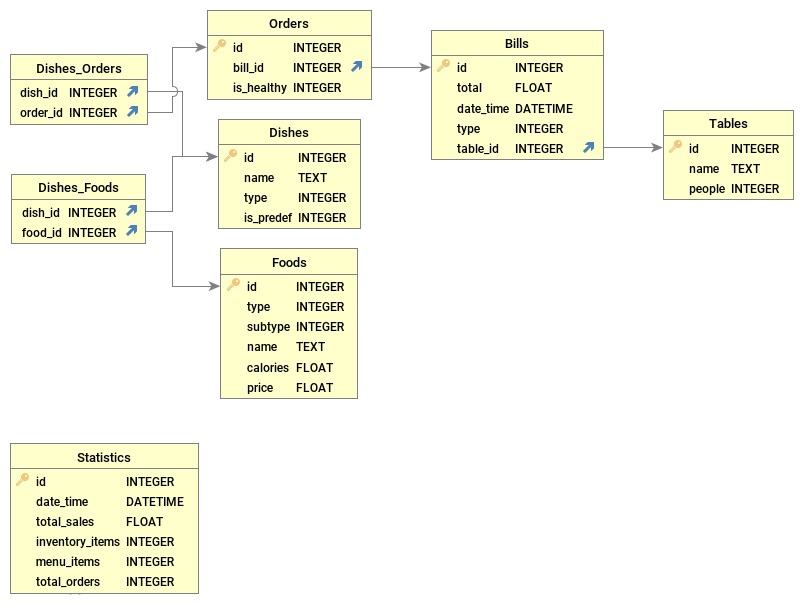 Dishes_Orders
dish_id INTEGER
order_id INTEGER
Orders
id INTEGER
bill_id INTEGER
is_healthy INTEGER
Bills
id INTEGER
total FLOAT
date_time DATETIME
type INTEGER
table_id INTEGER
Tables
id INTEGER
name TEXT
people INTEGER
Dishes
id INTEGER
name TEXT
type INTEGER
is_predef INTEGER
Dishes_Foods
dish_id INTEGER
food_id INTEGER
Foods
id INTEGER
type INTEGER
subtype INTEGER
name TEXT
calories FLOAT
price FLOAT
Statistics
id INTEGER
date_time DATETIME
total_sales FLOAT
inventory_items INTEGER
menu_items INTEGER
total_orders INTEGER